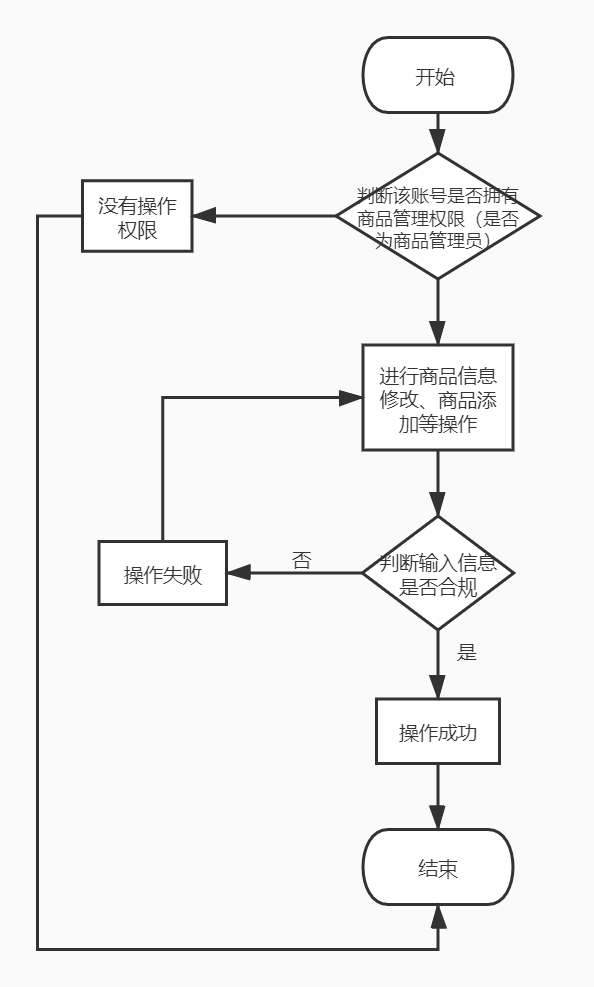 开始
判断该账号是否拥有
商品管理权限（是否
为商品管理员）
没有操作
权限
进行商品信息
修改、商品添
加等操作
判断输入信息
是否合规
否
操作失败
是
操作成功
结束